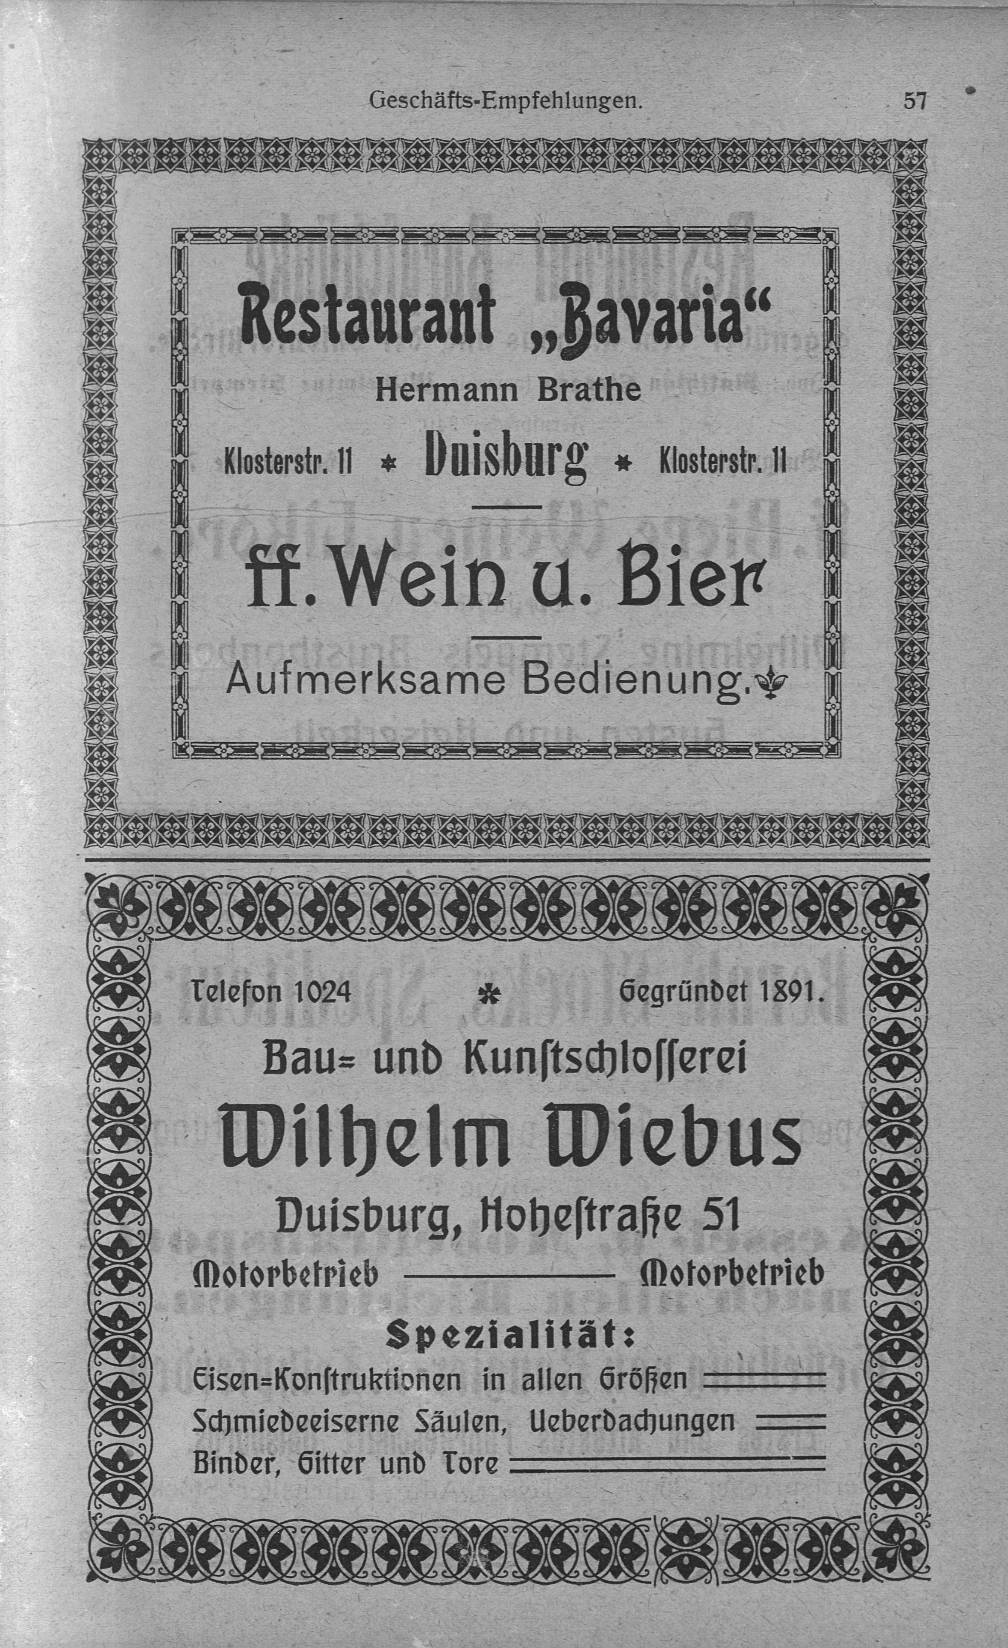 Geschäfts-Empfehlungen. 57
Restaurant „Bavaria“
Hermann Brathe
Klosterstr. 11 * Duisburg * Klosterstr. 11
ff. Wein u. Bier
Aufmerksame Bedienung.
Telefon 1024 * Gegründet 1891.
Bau= und Kunſtschloſſerei
Wilhelm Wiebus
Duisburg, Hoheſtraße 51
Motorbetrieb — Motorbetrieb
Spezialität:
Eisen=Konſtruktionen in allen Größen
Schmiedeeiserne Säulen, Ueberdachungen
Binder, Gitter und Tore